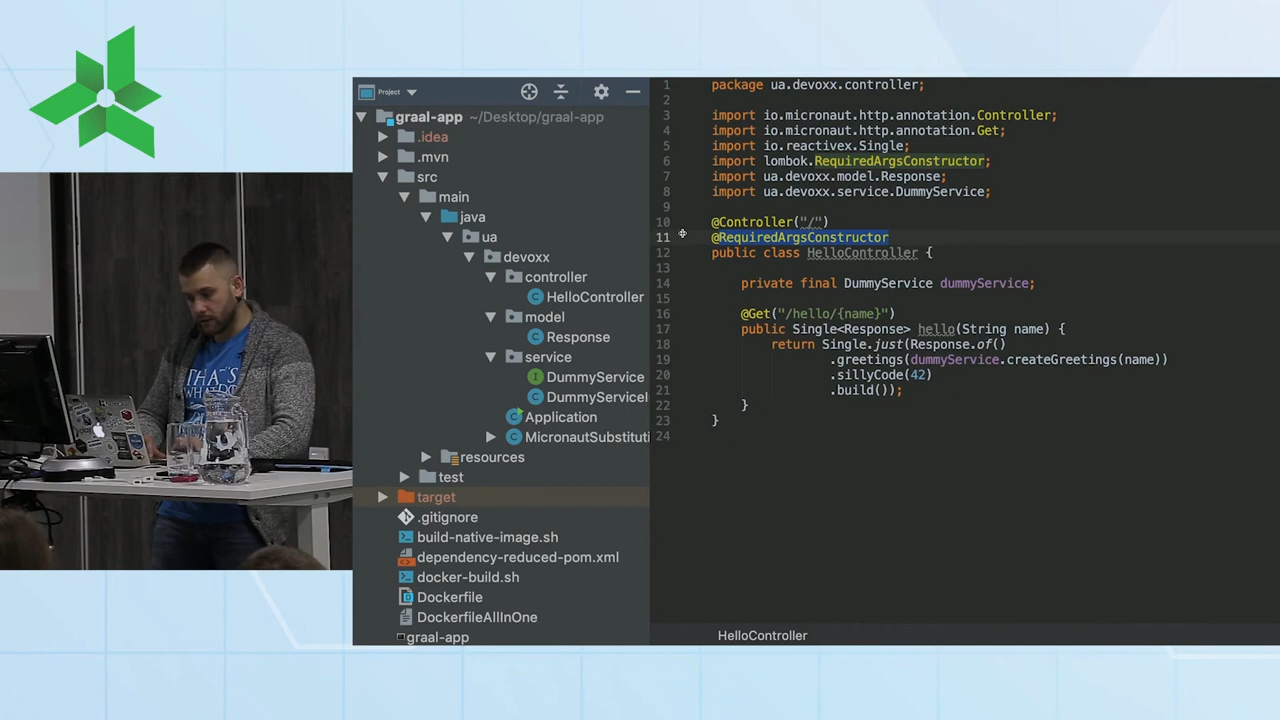 Project
graal-app ~/Desktop/graal-app
.idea
.mvn
src
main
java
ua
devoxx
controller
HelloController
model
Response
service
DummyService
DummyServiceI
Application
MicronautSubstituti
resources
test
target
.gitignore
build-native-image.sh
dependency-reduced-pom.xml
docker-build.sh
Dockerfile
DockerfileAllInOne
graal-app
1 package ua.devoxx.controller;
2
3 import io.micronaut.http.annotation.Controller;
4 import io.micronaut.http.annotation.Get;
5 import io.reactivex.Single;
6 import lombok.RequiredArgsConstructor;
7 import ua.devoxx.model.Response;
8 import ua.devoxx.service.DummyService;
9
10 @Controller("/")
11 @RequiredArgsConstructor
12 public class HelloController {
13
14 private final DummyService dummyService;
15
16 @Get("/hello/{name}")
17 public Single<Response> hello(String name) {
18 return Single.just(Response.of()
19 .greetings(dummyService.createGreetings(name))
20 .sillyCode(42)
21 .build());
22 }
23 }
24
HelloController
THAT'S
WHAT
DO